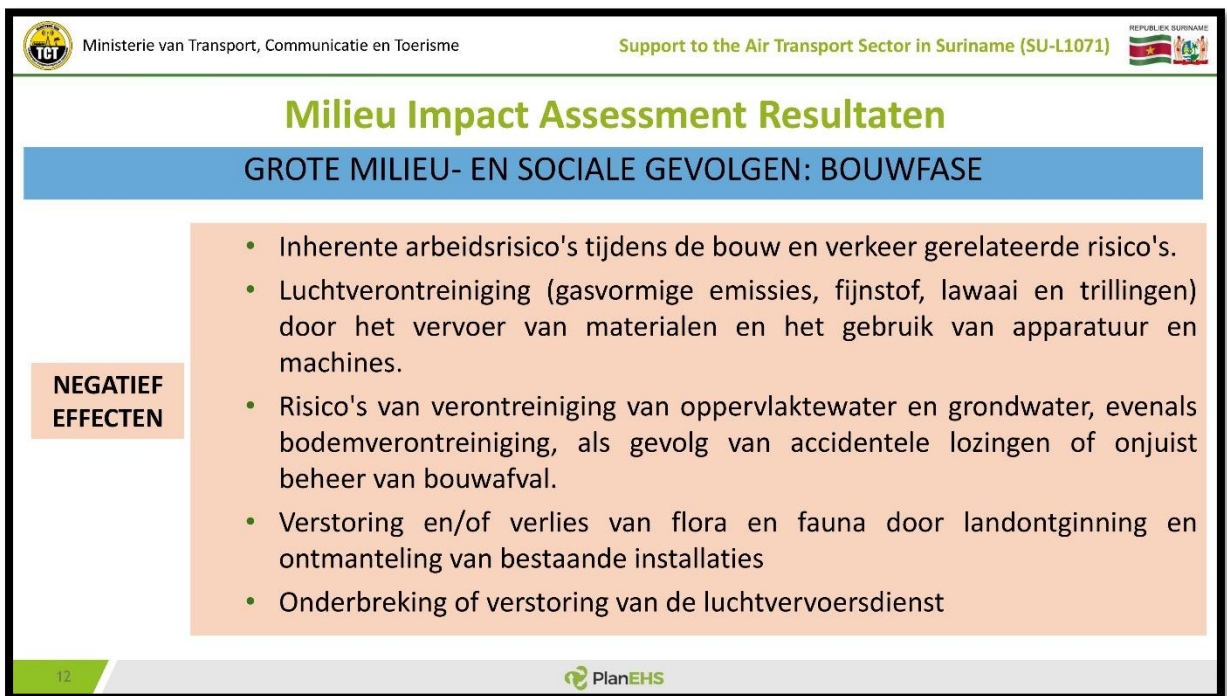 TCT
Ministerie van Transport, Communicatie en Toerisme
Support to the Air Transport Sector in Suriname (SU-L1071)
REPUBLIEK SURINAME
Milieu Impact Assessment Resultaten
GROTE MILIEU- EN SOCIALE GEVOLGEN: BOUWFASE
NEGATIEF
EFFECTEN
• Inherente arbeidsrisico's tijdens de bouw en verkeer gerelateerde risico's.
• Luchtverontreiniging (gasvormige emissies, fijnstof, lawaai en trillingen)
door het vervoer van materialen en het gebruik van apparatuur en
machines.
• Risico's van verontreiniging van oppervlaktewater en grondwater, evenals
bodemverontreiniging, als gevolg van accidentele lozingen of onjuist
beheer van bouwafval.
• Verstoring en/of verlies van flora en fauna door landontginning en
ontmanteling van bestaande installaties
• Onderbreking of verstoring van de luchtvervoersdienst
12
PlanEHS